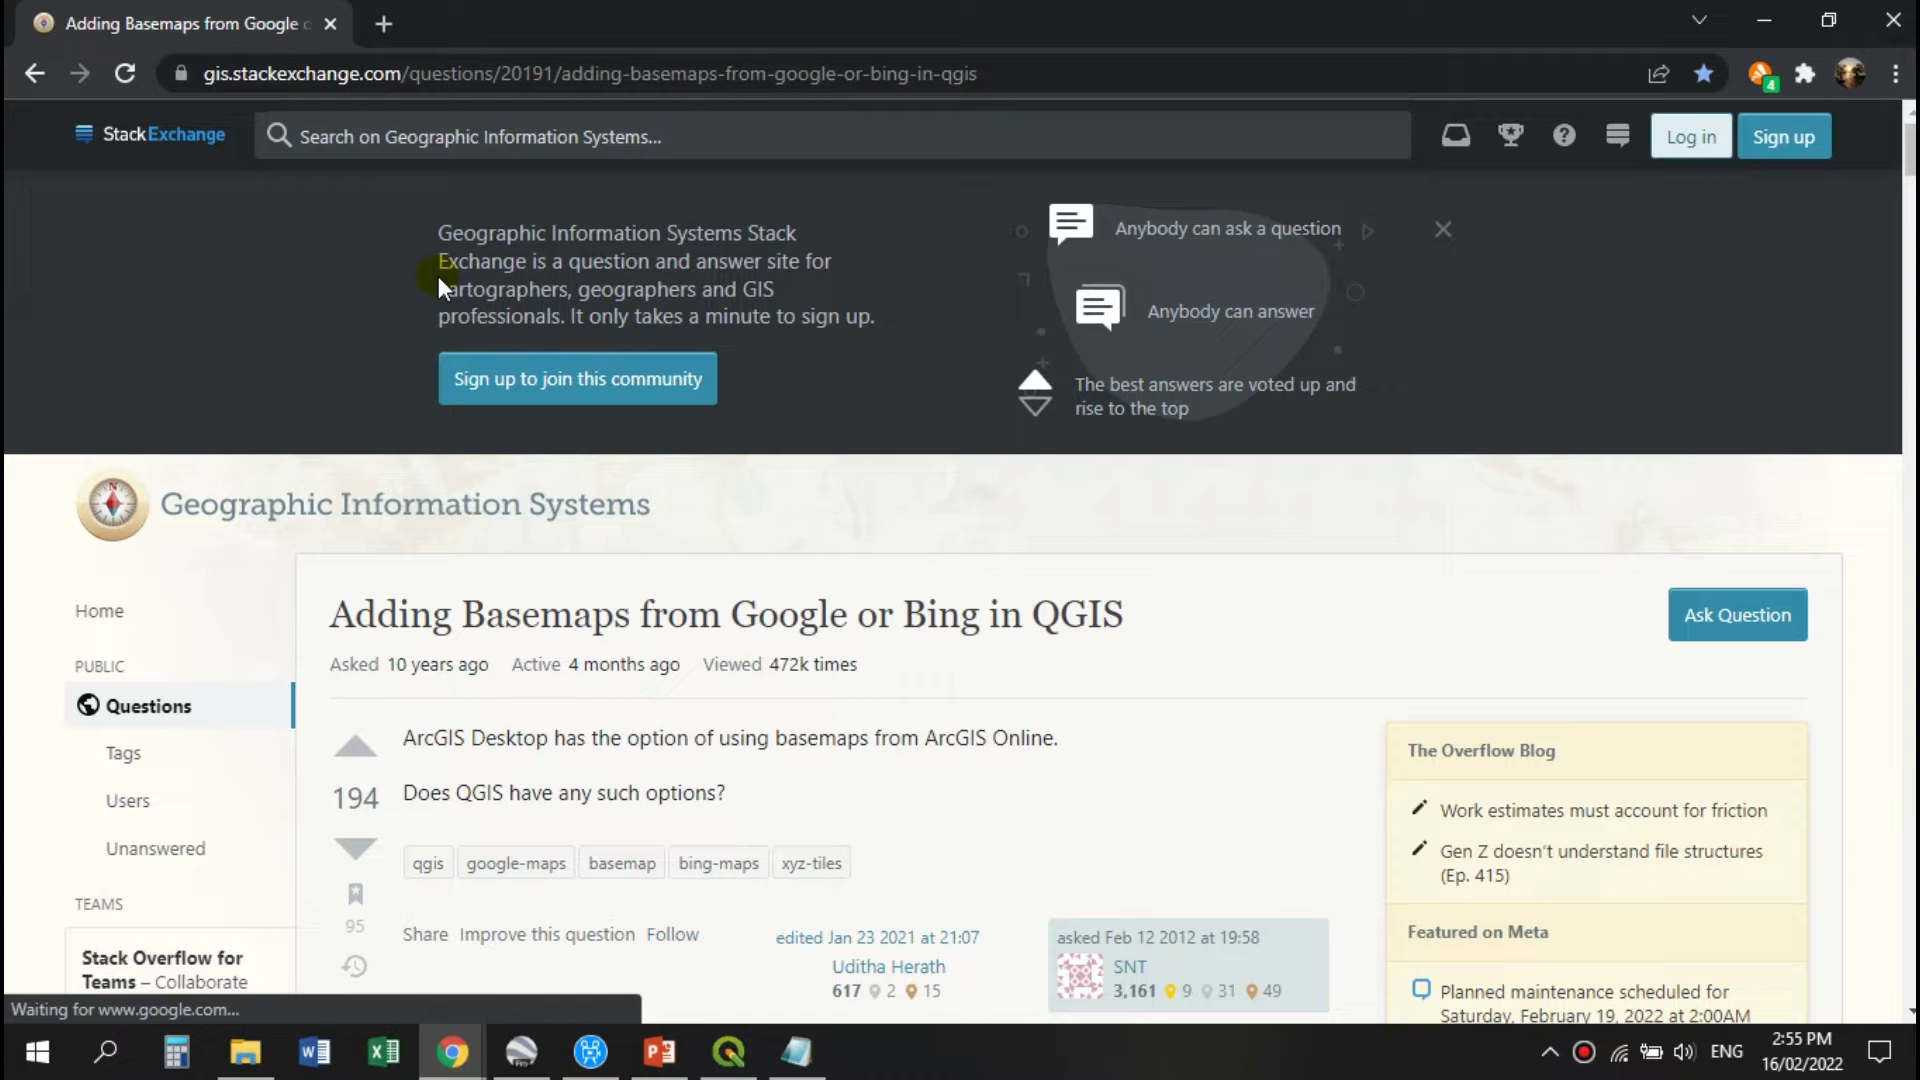 Adding Basemaps from Google o
gis.stackexchange.com/questions/20191/adding-basemaps-from-google-or-bing-in-qgis
4
StackExchange
Search on Geographic Information Systems...
Log in
Sign up
Geographic Information Systems Stack
Exchange is a question and answer site for
cartographers, geographers and GIS
professionals. It only takes a minute to sign up.
Sign up to join this community
Anybody can ask a question
Anybody can answer
The best answers are voted up and
rise to the top
Geographic Information Systems
Home
PUBLIC
Questions
Tags
Users
Unanswered
TEAMS
Stack Overflow for
Teams – Collaborate
Adding Basemaps from Google or Bing in QGIS
Ask Question
Asked 10 years ago Active 4 months ago Viewed 472k times
ArcGIS Desktop has the option of using basemaps from ArcGIS Online.
194
Does QGIS have any such options?
qgis google-maps basemap bing-maps xyz-tiles
95
Share Improve this question Follow
edited Jan 23 2021 at 21:07
Uditha Herath
617 2 15
asked Feb 12 2012 at 19:58
SNT
3,161 9 31 49
The Overflow Blog
Work estimates must account for friction
Gen Z doesn't understand file structures
(Ep. 415)
Featured on Meta
Planned maintenance scheduled for
Saturday, February 19, 2022 at 2:00AM
Waiting for www.google.com...
ENG
2:55 PM
16/02/2022